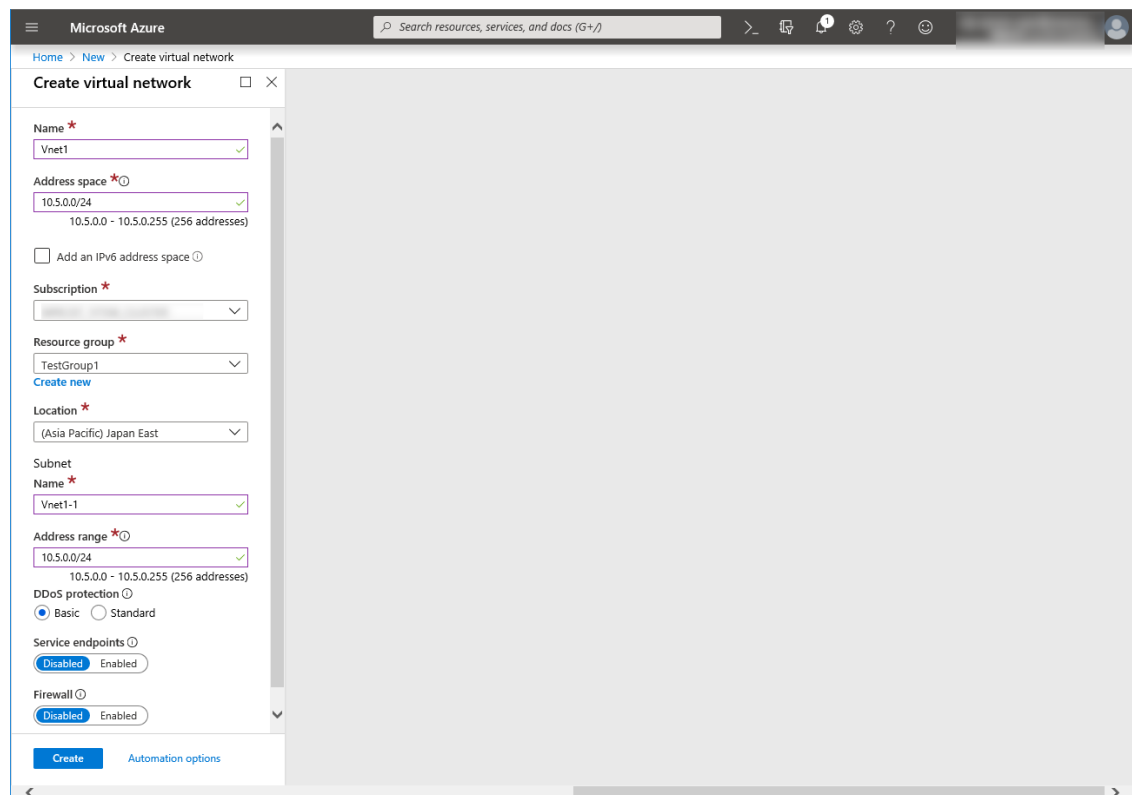 Microsoft Azure
Search resources, services, and docs (G+/)
1
Home > New > Create virtual network
Create virtual network
Name *
Vnet1
Address space *
10.5.0.0/24
10.5.0.0 - 10.5.0.255 (256 addresses)
Add an IPv6 address space
Subscription *
Resource group *
TestGroup1
Create new
Location *
(Asia Pacific) Japan East
Subnet
Name *
Vnet1-1
Address range *
10.5.0.0/24
10.5.0.0 - 10.5.0.255 (256 addresses)
DDoS protection
Basic Standard
Service endpoints
Disabled Enabled
Firewall
Disabled Enabled
Create Automation options